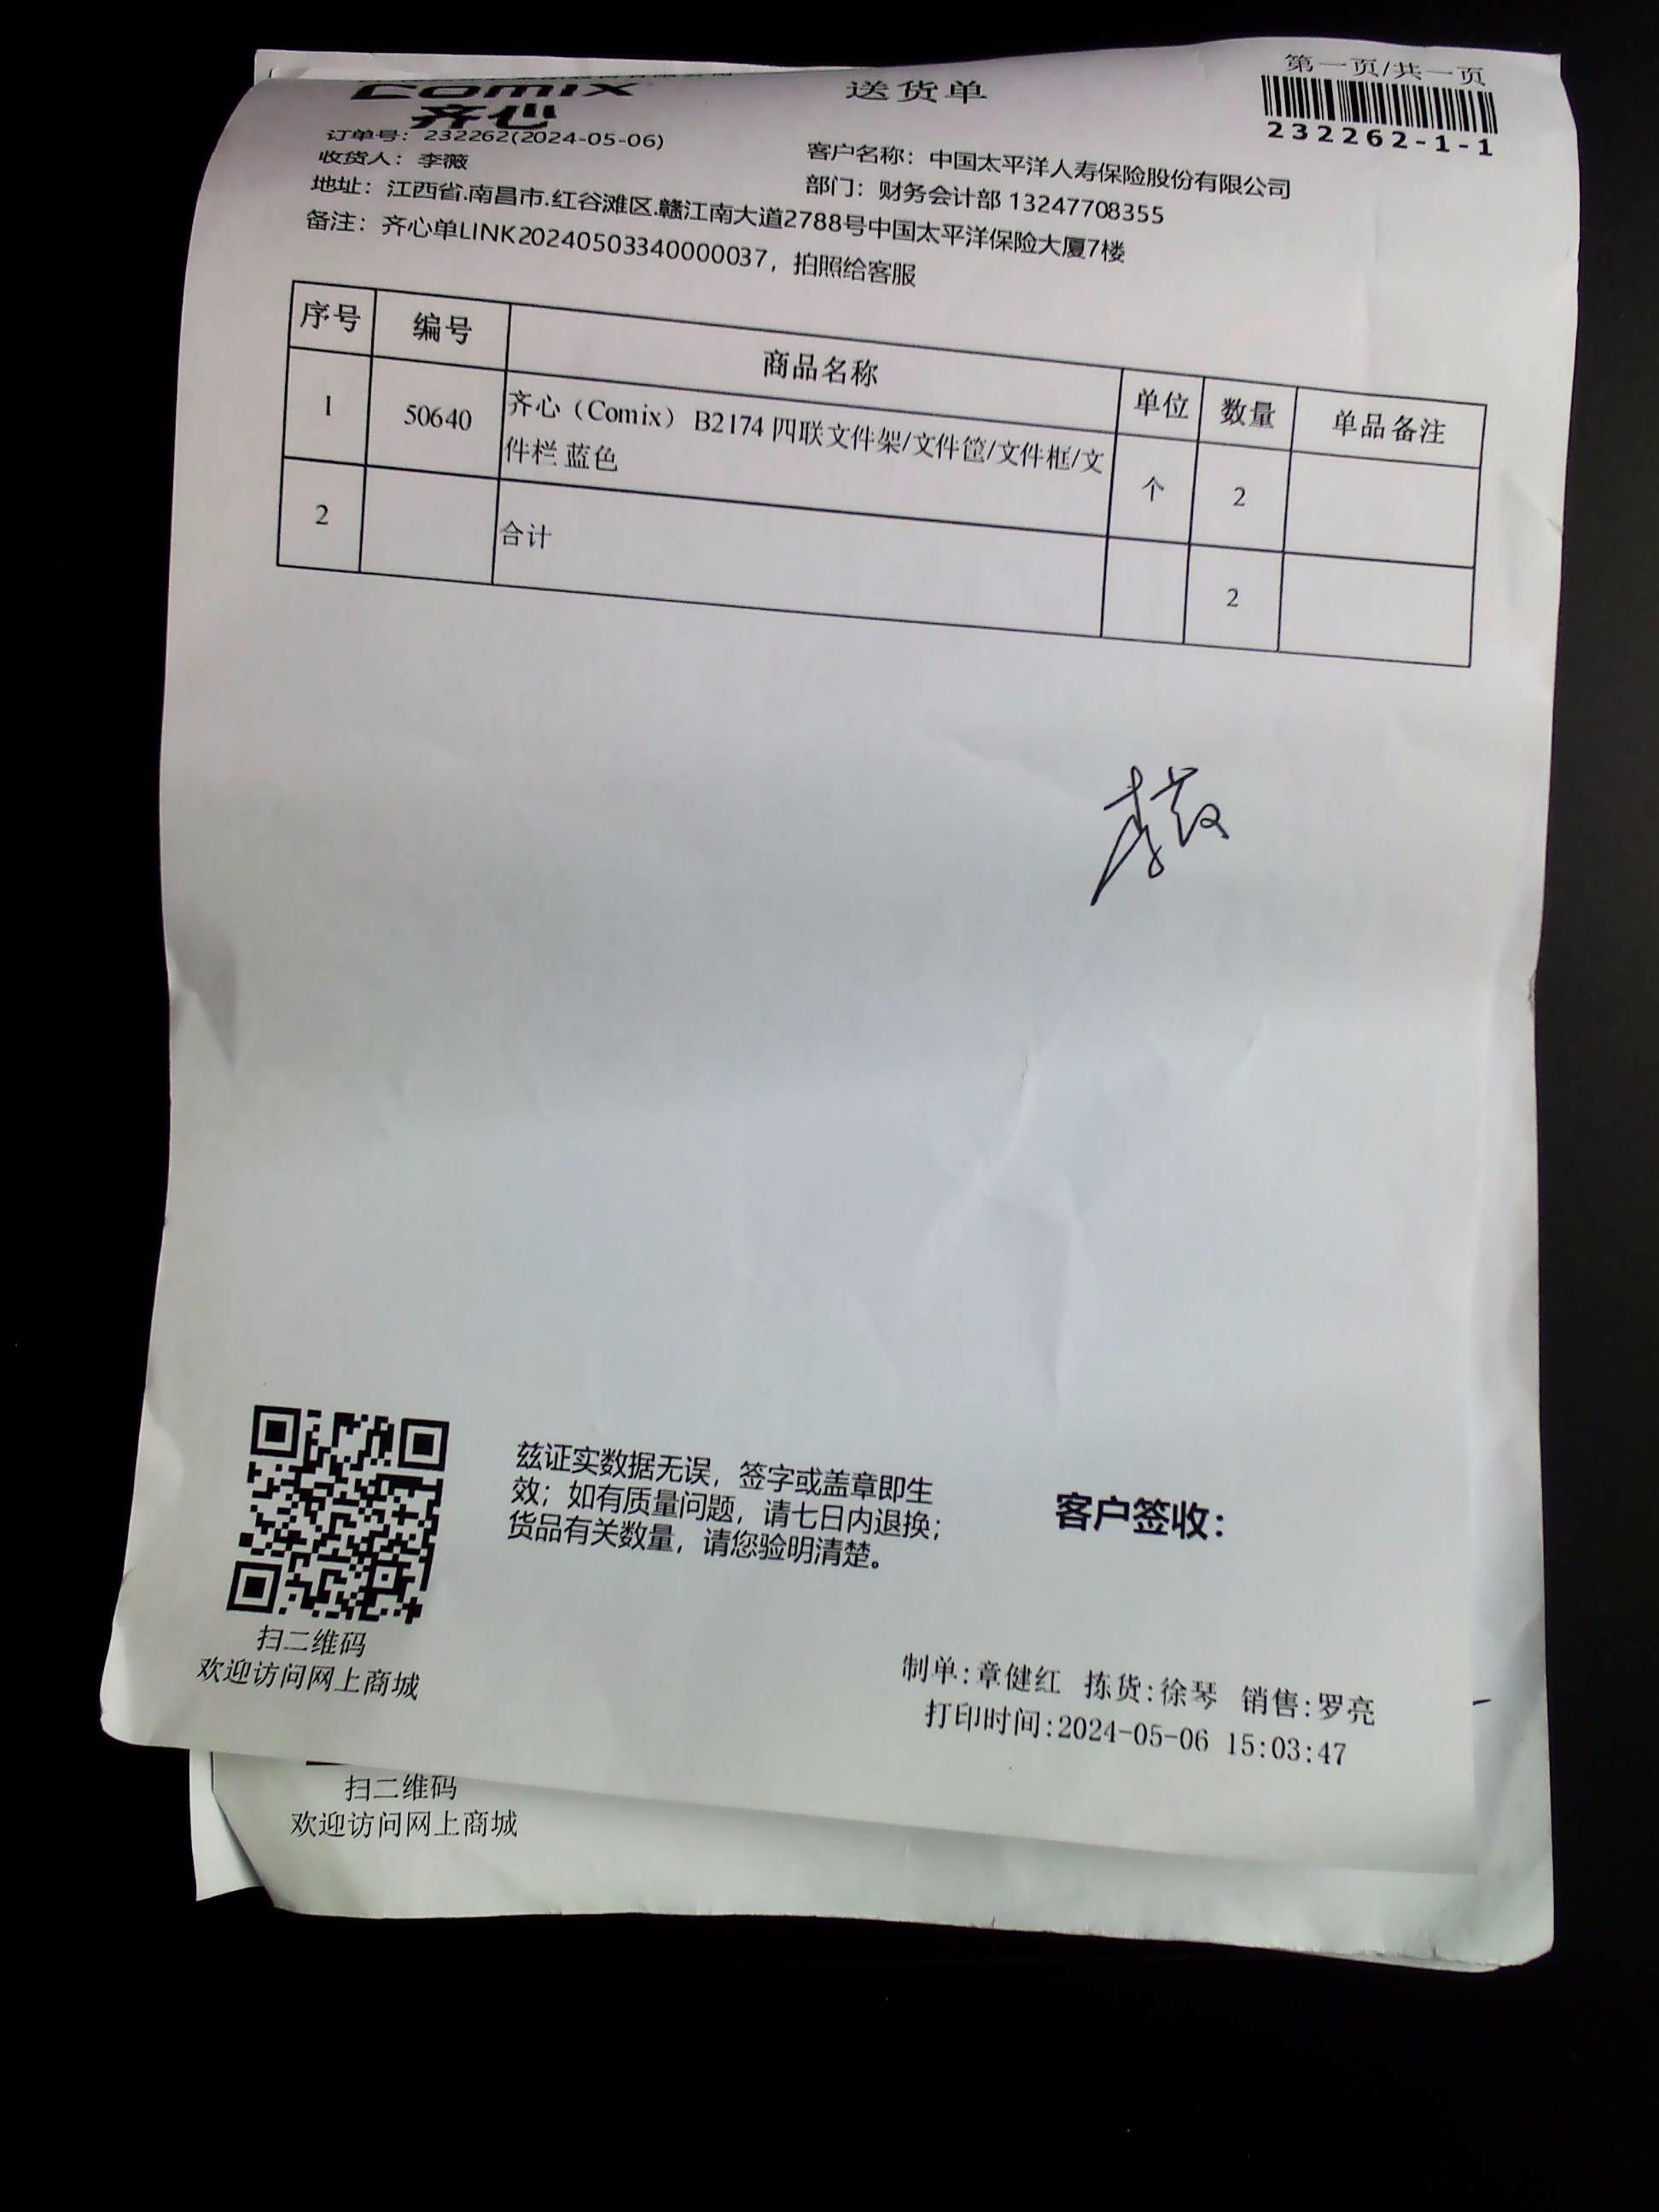 第一页/共一页
comix
齐心
送货单
232262-1-1
订单号：232262(2024-05-06)
客户名称：中国太平洋人寿保险股份有限公司
收货人：李薇
部门：财务会计部 13247708355
地址：江西省.南昌市.红谷滩区.赣江南大道2788号中国太平洋保险大厦7楼
备注：齐心单LINK20240503340000037，拍照给客服
序号 编号 商品名称 单位 数量 单品备注
1 50640 齐心（Comix） B2174 四联文件架/文件筐/文件框/文 个 2
件栏 蓝色
2 合计 2
李薇
兹证实数据无误，签字或盖章即生
效；如有质量问题，请七日内退换；
货品有关数量，请您验明清楚。
客户签收：
扫二维码
欢迎访问网上商城
制单:章健红 拣货:徐琴 销售:罗亮
打印时间:2024-05-06 15:03:47
扫二维码
欢迎访问网上商城